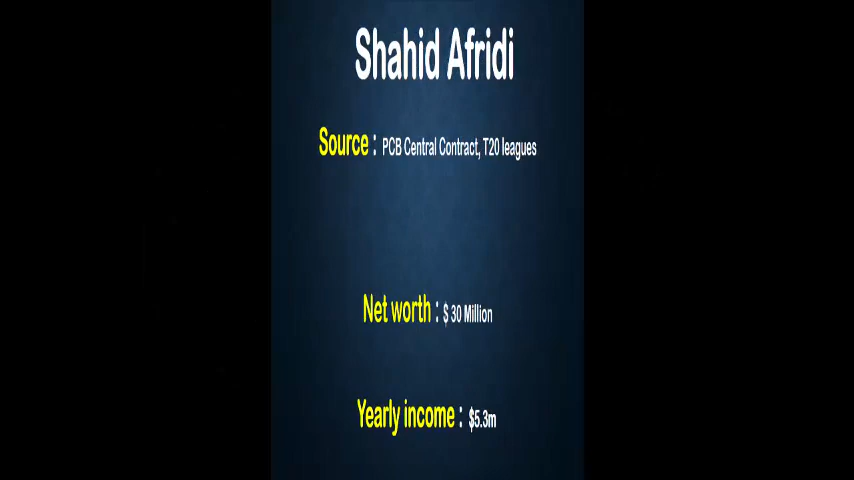 Shahid Afridi
Source : PCB Central Contract, T20 leagues
Net worth : $ 30 Million
Yearly income : $5.3m